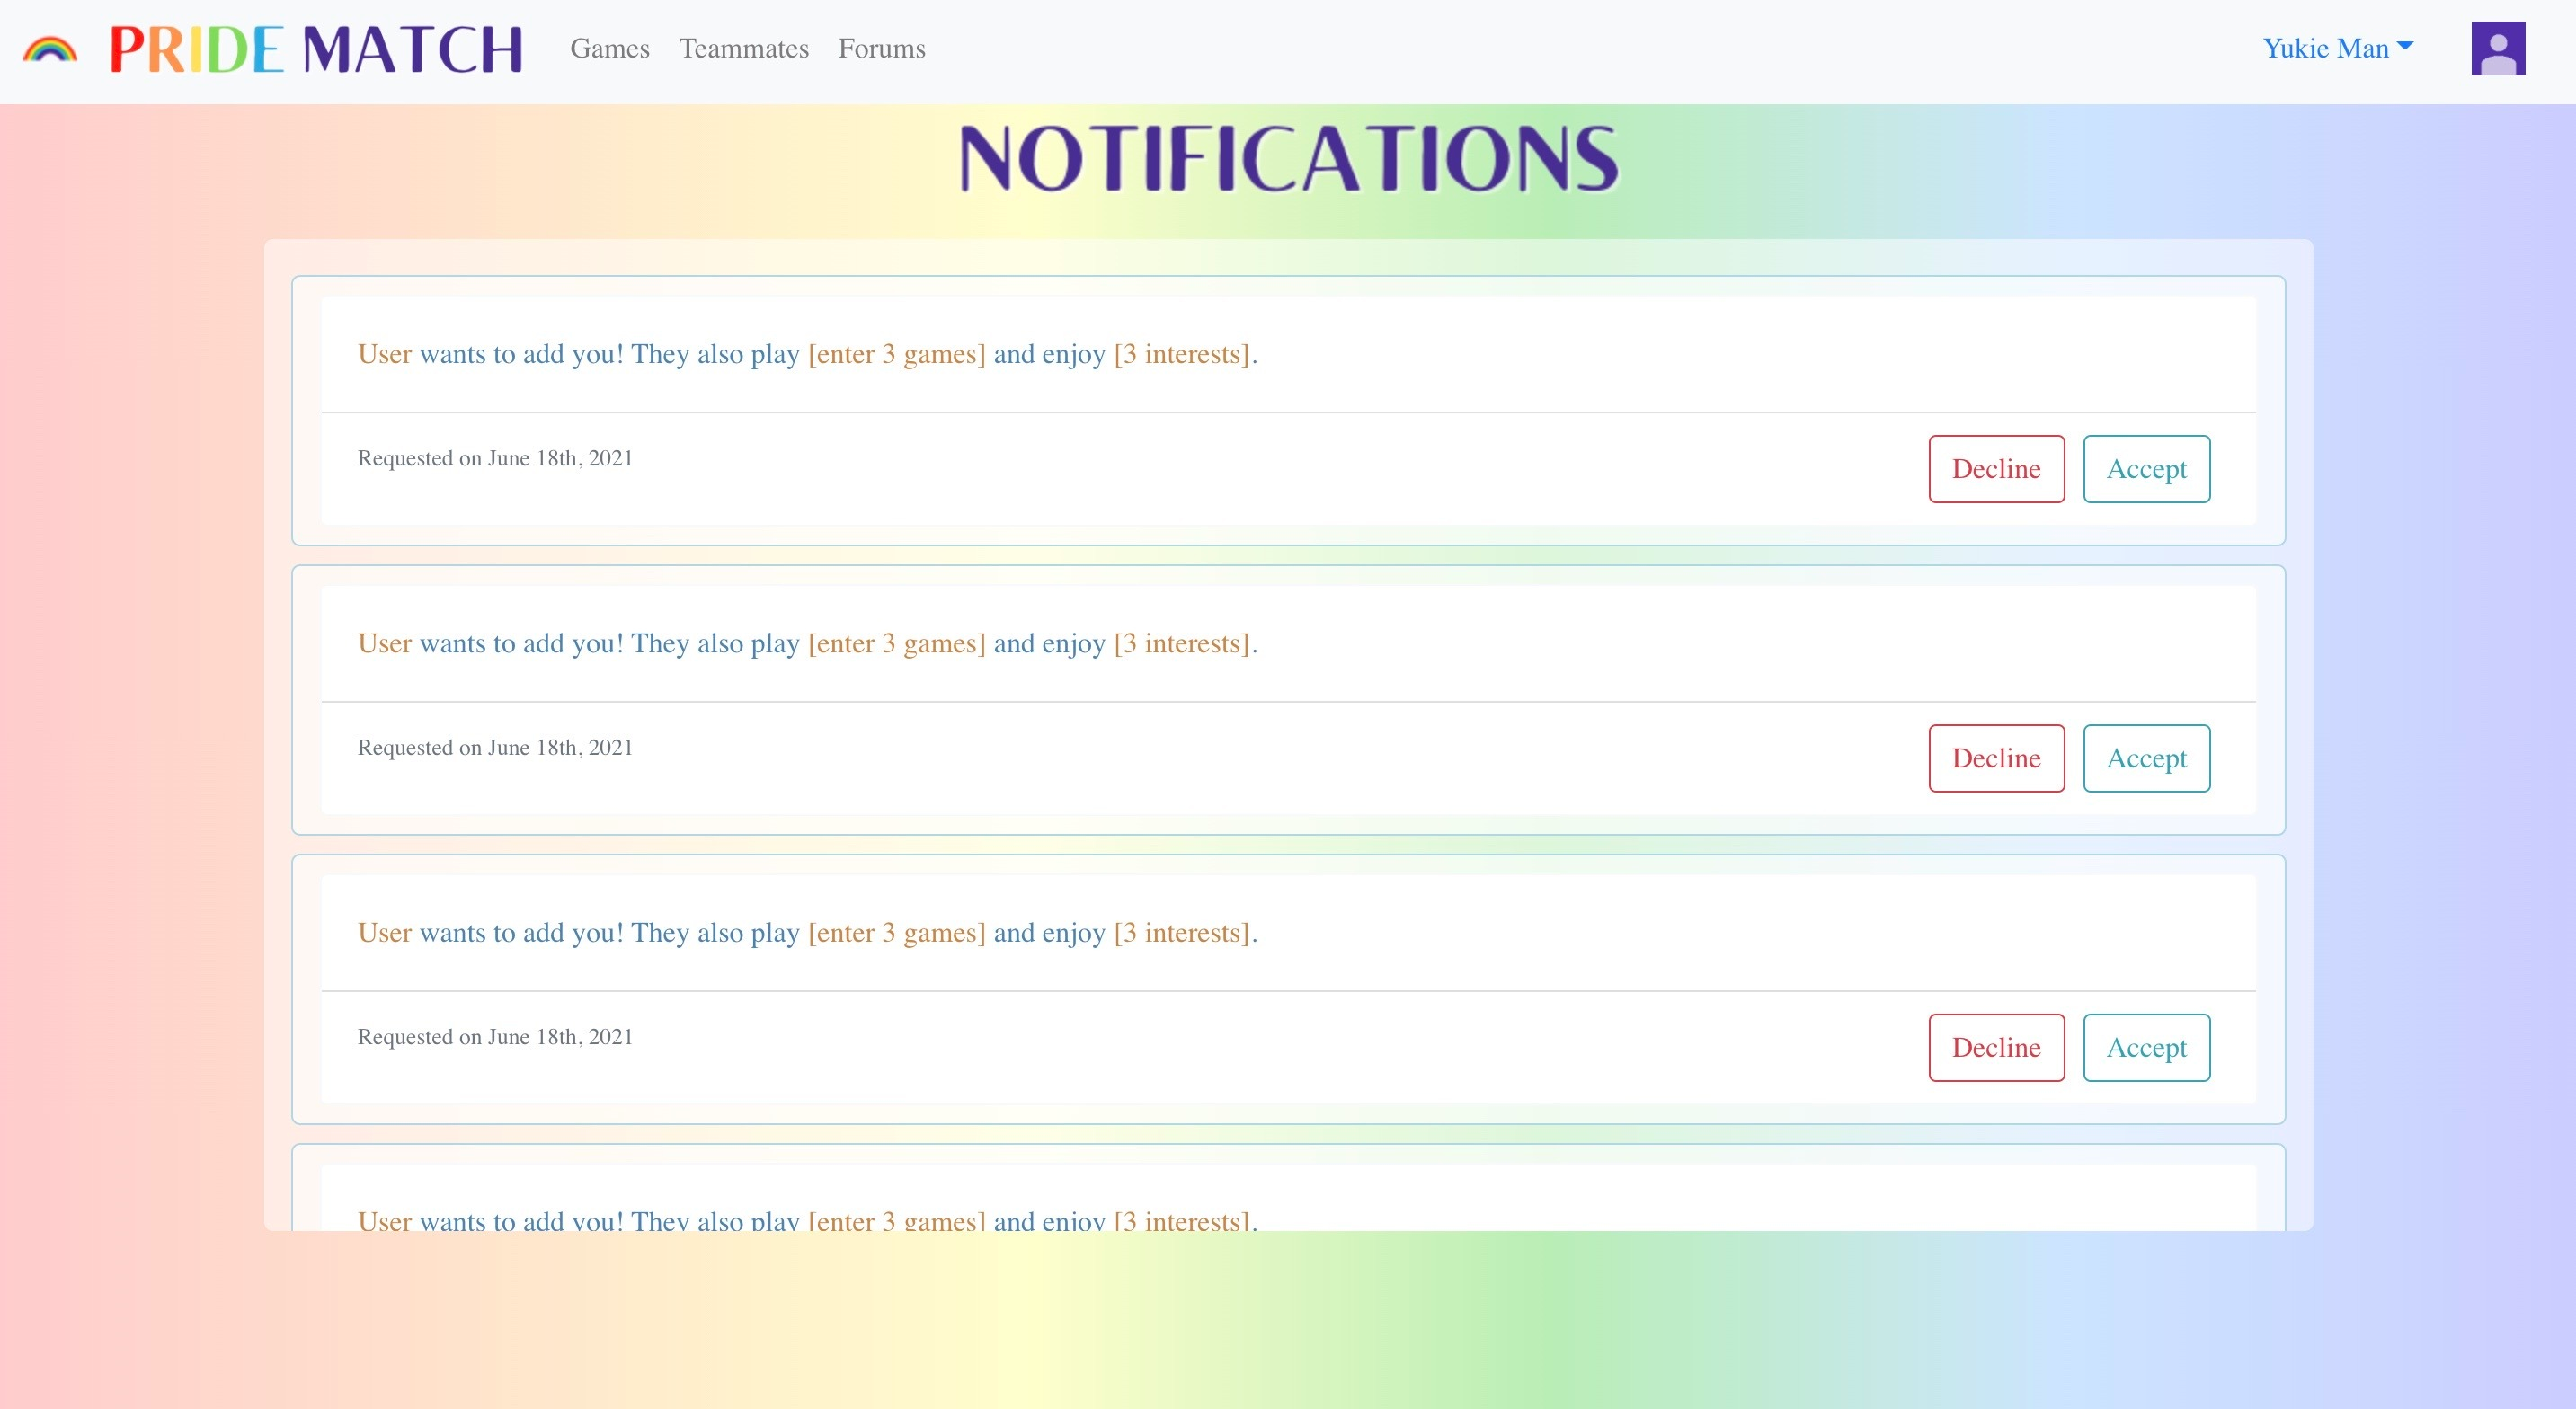 PRIDE MATCH Games Teammates Forums Yukie Man
NOTIFICATIONS
User wants to add you! They also play [enter 3 games] and enjoy [3 interests].
Requested on June 18th, 2021 Decline Accept
User wants to add you! They also play [enter 3 games] and enjoy [3 interests].
Requested on June 18th, 2021 Decline Accept
User wants to add you! They also play [enter 3 games] and enjoy [3 interests].
Requested on June 18th, 2021 Decline Accept
User wants to add you! They also play [enter 3 games] and enjoy [3 interests].